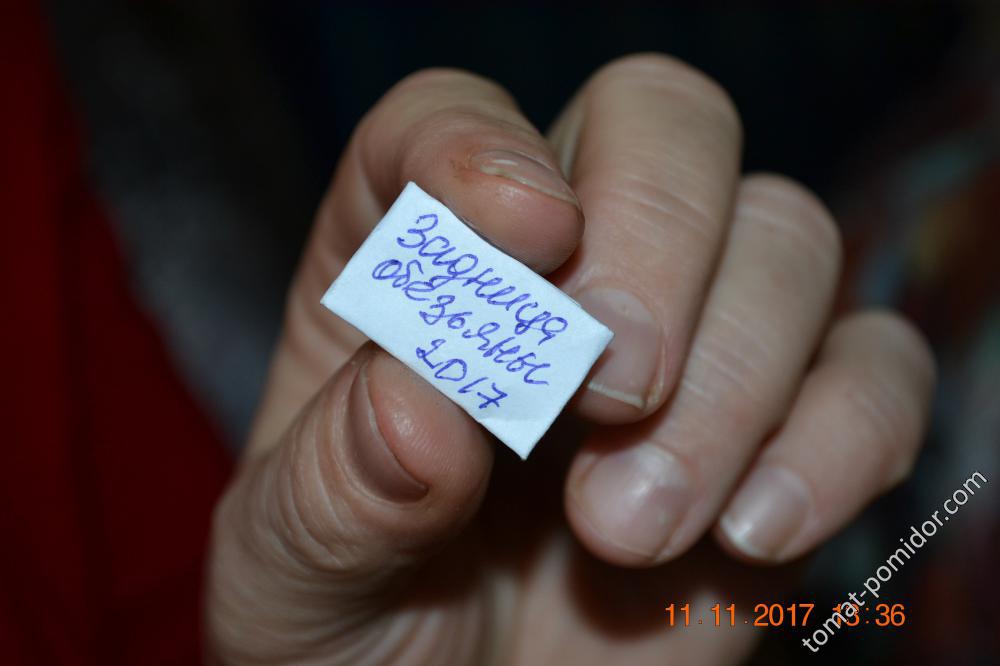 Задница
обезьяны
2017
11.11.2017 13:36
tomat-pomidor.com